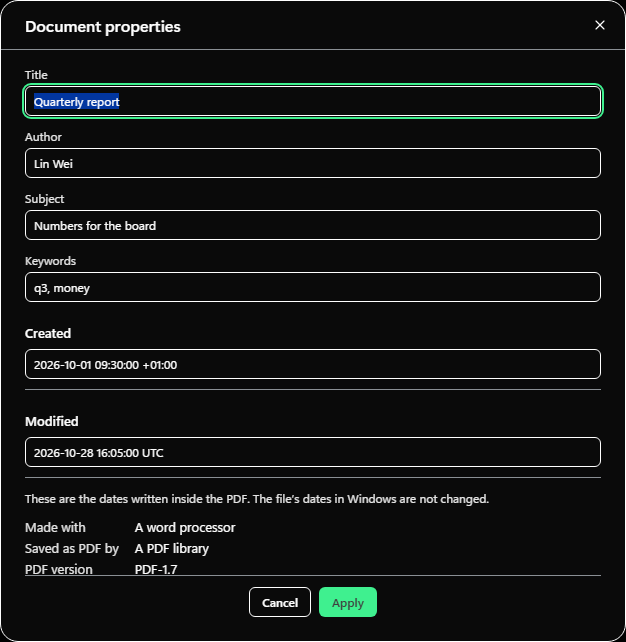 Document properties
Title
Quarterly report
Author
Lin Wei
Subject
Numbers for the board
Keywords
q3, money
Created
2026-10-01 09:30:00 +01:00
Modified
2026-10-28 16:05:00 UTC
These are the dates written inside the PDF. The file's dates in Windows are not changed.
Made with A word processor
Saved as PDF by A PDF library
PDF version PDF-1.7
Cancel Apply